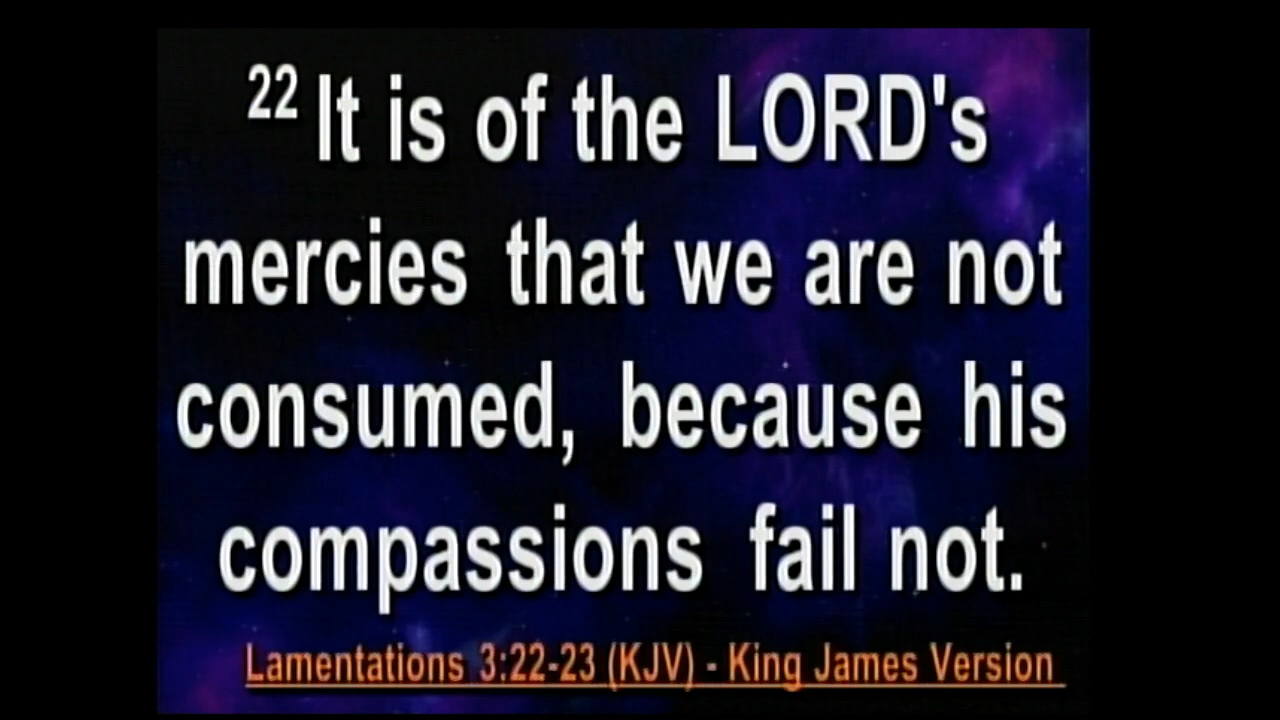 22 It is of the LORD's
mercies that we are not
consumed, because his
compassions fail not.
Lamentations 3:22-23 (KJV) - King James Version